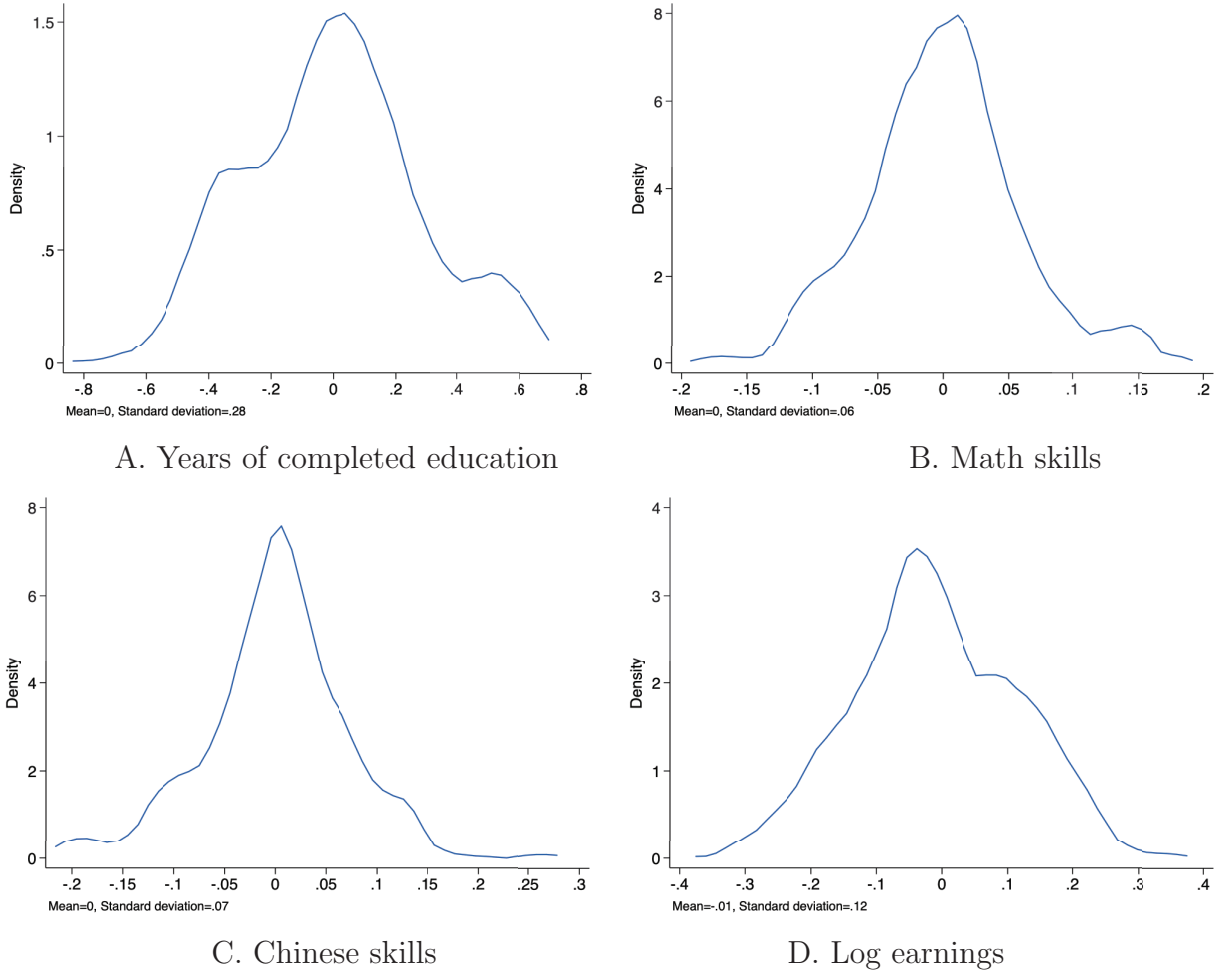 Density
1.5
1
.5
0
-.8 -.6 -.4 -.2 0 .2 .4 .6 .8
Mean=0, Standard deviation=.28
A. Years of completed education
Density
8
6
4
2
0
-.2 -.15 -.1 -.05 0 .05 .1 .15 .2
Mean=0, Standard deviation=.06
B. Math skills
Density
8
6
4
2
0
-.2 -.15 -.1 -.05 0 .05 .1 .15 .2 .25 .3
Mean=0, Standard deviation=.07
C. Chinese skills
Density
4
3
2
1
0
-.4 -.3 -.2 -.1 0 .1 .2 .3 .4
Mean=-.01, Standard deviation=.12
D. Log earnings